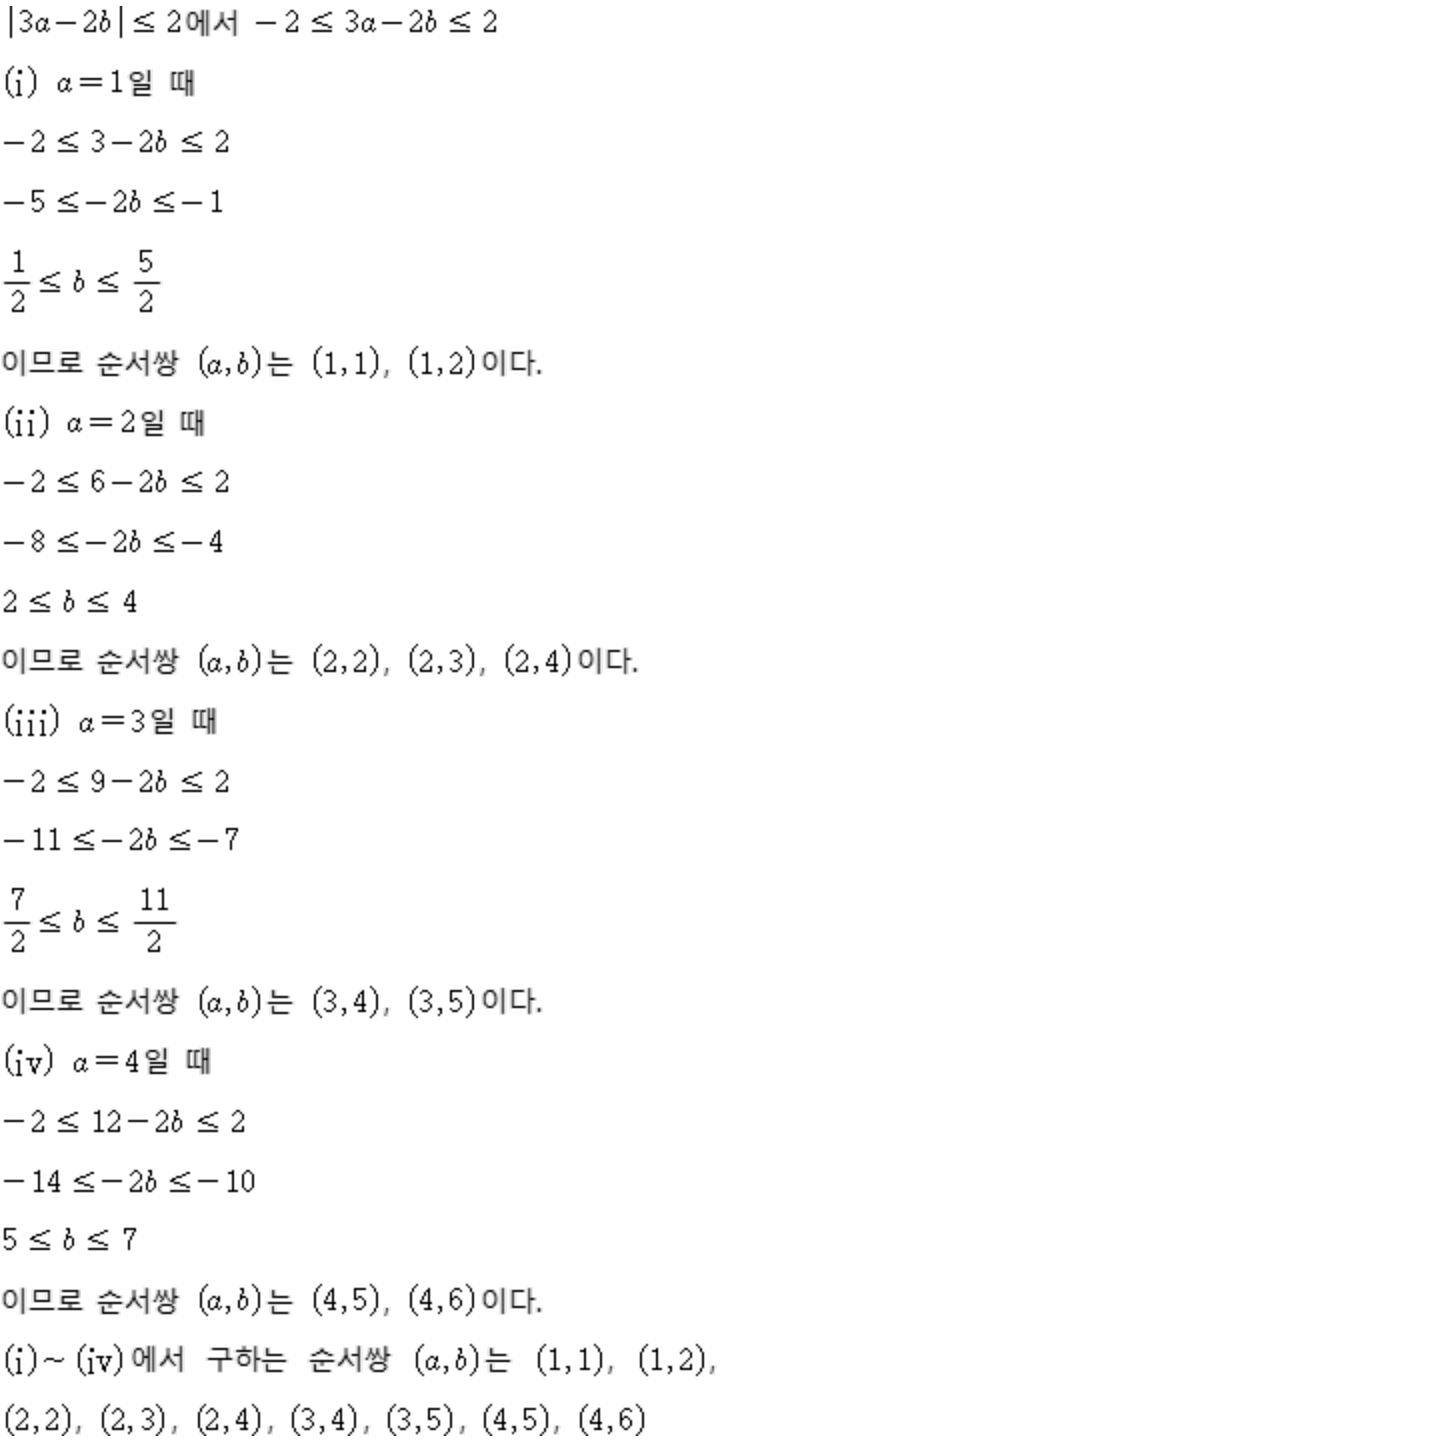 |3a−2b| ≤ 2에서 −2 ≤ 3a−2b ≤ 2
(i) a=1일 때
−2 ≤ 3−2b ≤ 2
−5 ≤−2b ≤−1
1/2 ≤ b ≤ 5/2
이므로 순서쌍 (a,b)는 (1,1), (1,2)이다.
(ii) a=2일 때
−2 ≤ 6−2b ≤ 2
−8 ≤−2b ≤−4
2 ≤ b ≤ 4
이므로 순서쌍 (a,b)는 (2,2), (2,3), (2,4)이다.
(iii) a=3일 때
−2 ≤ 9−2b ≤ 2
−11 ≤−2b ≤−7
7/2 ≤ b ≤ 11/2
이므로 순서쌍 (a,b)는 (3,4), (3,5)이다.
(iv) a=4일 때
−2 ≤ 12−2b ≤ 2
−14 ≤−2b ≤−10
5 ≤ b ≤ 7
이므로 순서쌍 (a,b)는 (4,5), (4,6)이다.
(i)~(iv)에서 구하는 순서쌍 (a,b)는 (1,1), (1,2),
(2,2), (2,3), (2,4), (3,4), (3,5), (4,5), (4,6)